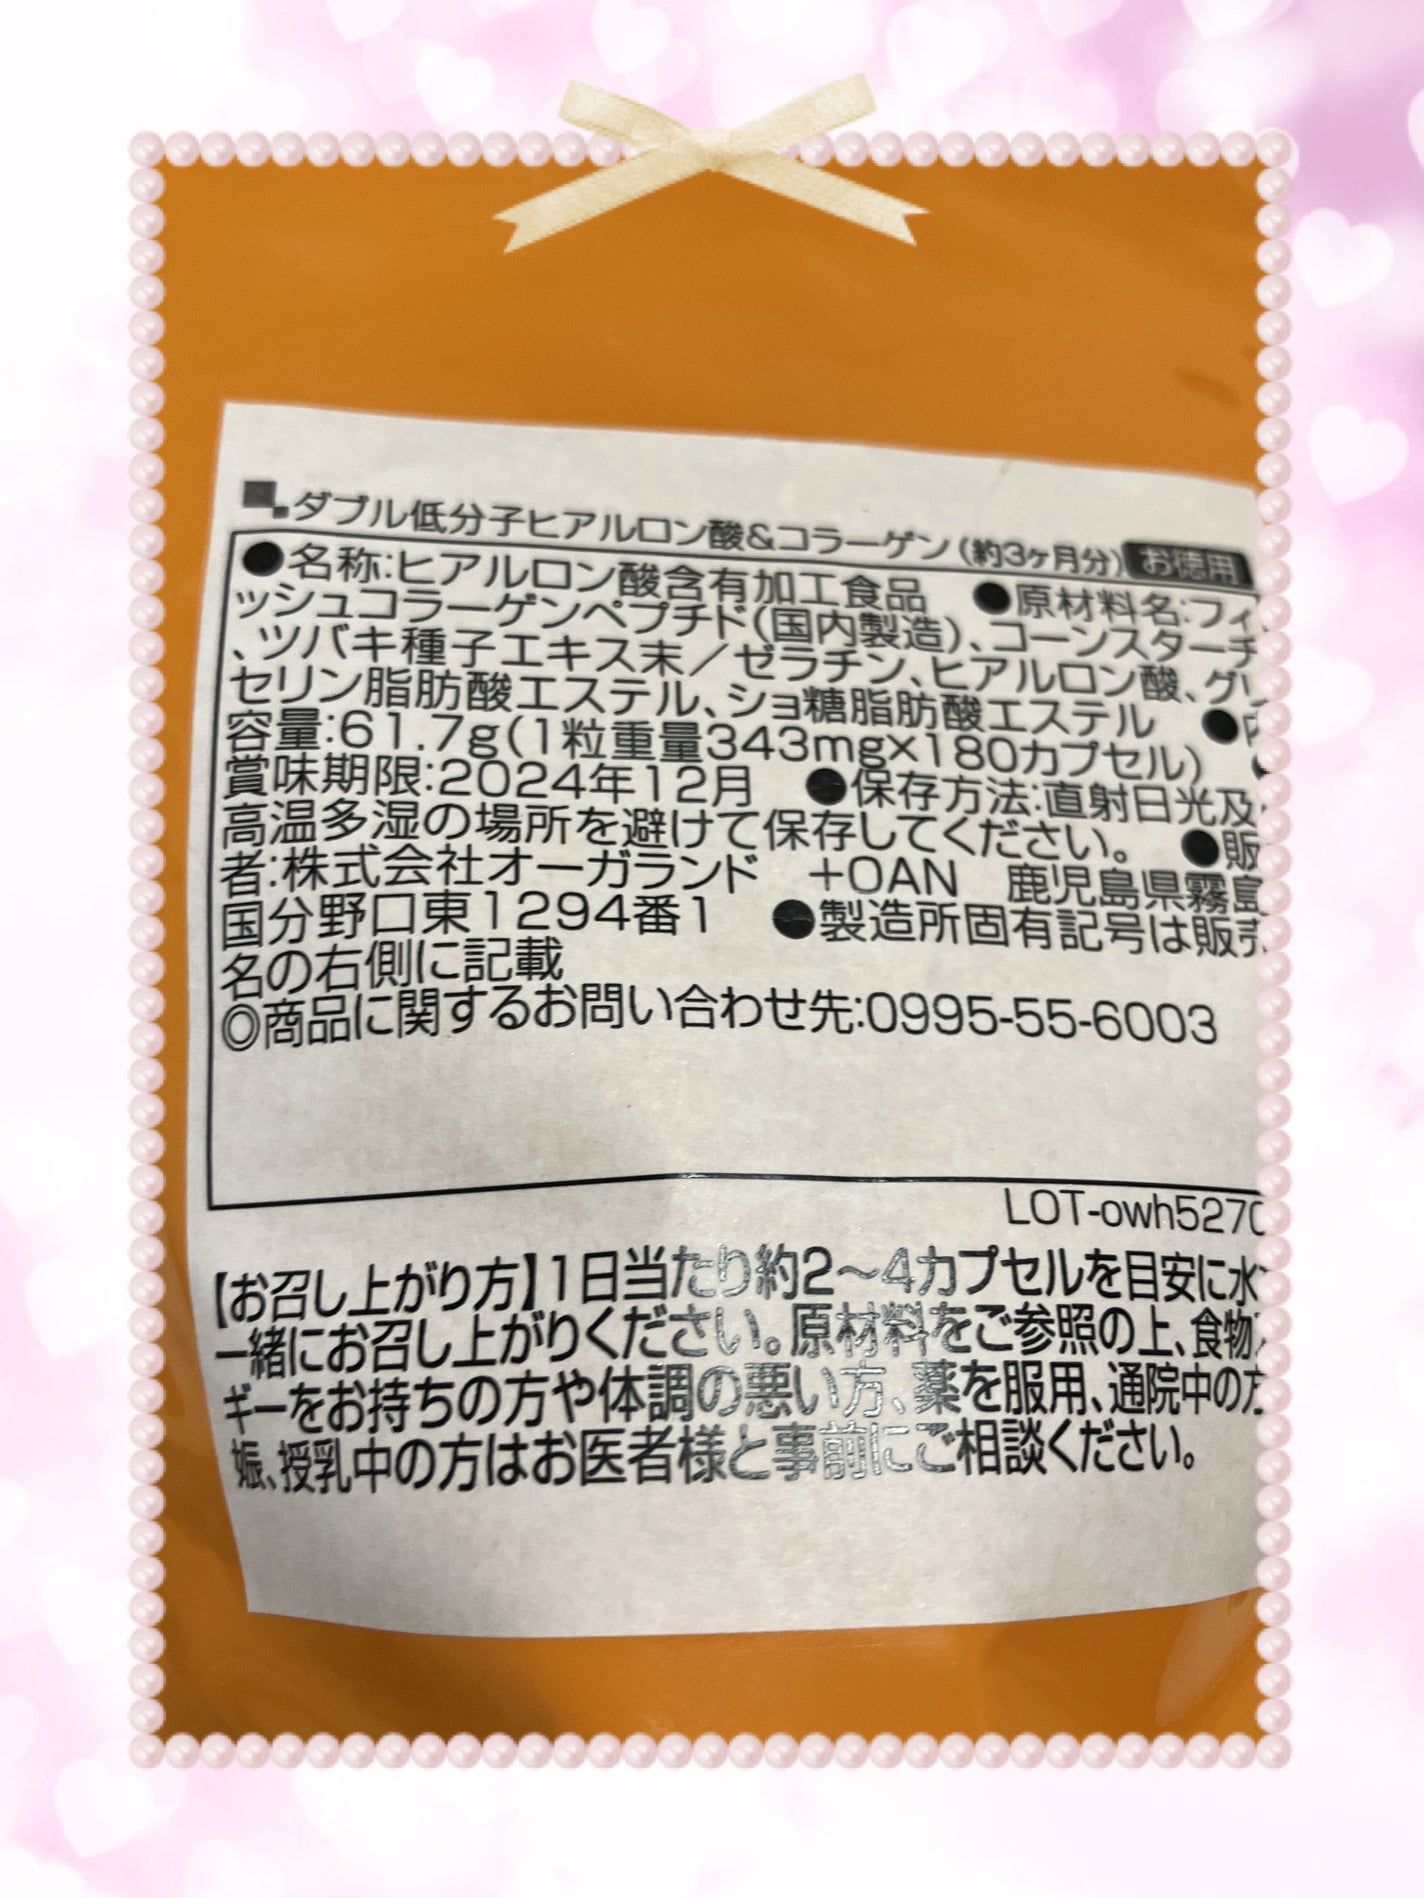 ダブル低分子ヒアルロン酸&コラーゲン(約3ヶ月分) お徳用
●名称:ヒアルロン酸含有加工食品 ●原材料名:フィ
ッシュコラーゲンペプチド(国内製造)、コーンスターチ
、ツバキ種子エキス末/ゼラチン、ヒアルロン酸、グリ
セリン脂肪酸エステル、ショ糖脂肪酸エステル ●内
容量:61.7g(1粒重量343mg×180カプセル) ●
賞味期限:2024年12月 ●保存方法:直射日光及
高温多湿の場所を避けて保存してください。 ●販
者:株式会社オーガランド +OAN 鹿児島県霧島
国分野口東1294番1 ●製造所固有記号は販売
名の右側に記載
◎商品に関するお問い合わせ先:0995-55-6003
LOT-owh5270
【お召し上がり方】1日当たり約2~4カプセルを目安に水
一緒にお召し上がりください。原材料をご参照の上、食物
ギーをお持ちの方や体調の悪い方、薬を服用、通院中の方
娠、授乳中の方はお医者様と事前にご相談ください。